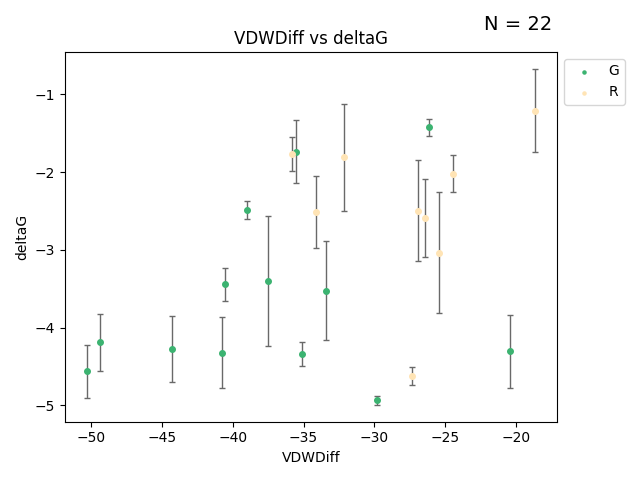 N = 22
VDWDiff vs deltaG
G
R
−1
−2
−3
−4
−5
deltaG
−50
−45
−40
−35
−30
−25
−20
VDWDiff